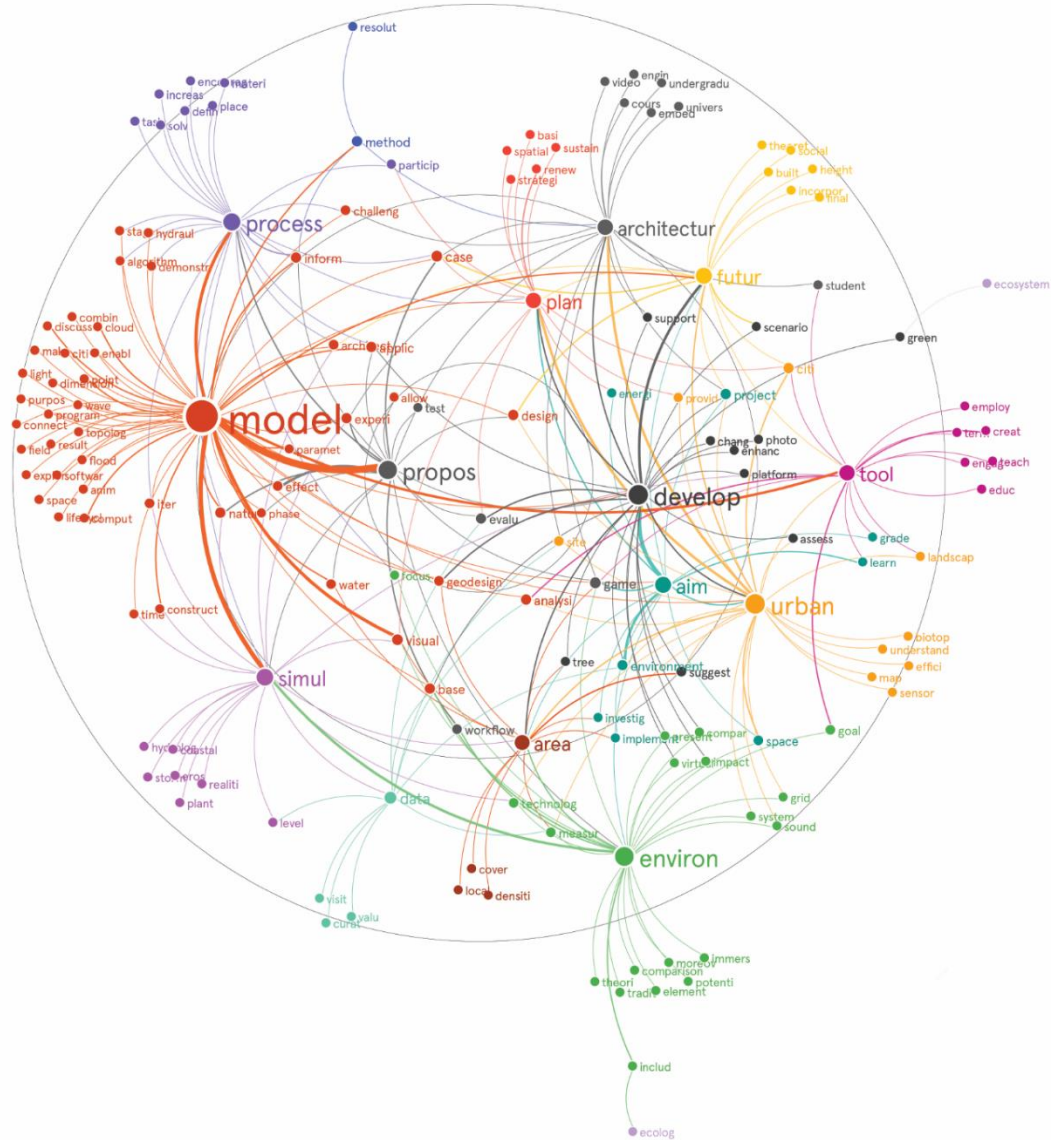 resolut
engin
video
undergradu
cours
univers
embed
materi
increas
defin
place
task
solv
method
particip
basi
spatial
sustain
renew
strategi
theoret
social
built
height
incorpor
final
process
architectur
challeng
hydraul
algorithm
demonstr
inform
case
futur
student
ecosystem
plan
support
scenario
green
combin
discuss
cloud
citi
enabl
applic
light
dimension
point
citi
energi
project
provid
employ
purpos
wave
allow
test
design
creat
connect
program
topolog
model
experi
chang
photo
enhanc
teach
field
result
paramet
propos
platform
tool
flood
effect
develop
educ
space
anim
iter
phase
evalu
assess
grade
site
learn
landscap
focus
geodesign
game
aim
urban
time
construct
water
analysi
visual
biotop
understand
tree
environment
suggest
effici
simul
base
map
sensor
workflow
area
investig
implement
present
compar
space
goal
coastal
virtual
impact
eros
realiti
plant
data
technolog
grid
level
measur
system
sound
environ
cover
local
densiti
visit
valu
curat
immers
moreov
comparison
theori
potenti
element
includ
ecolog